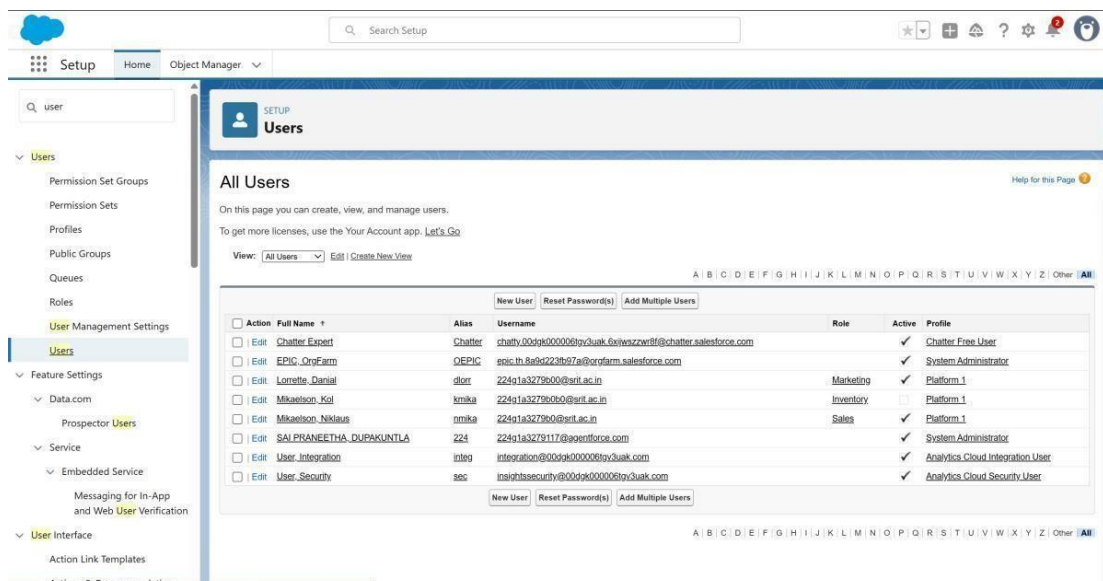 Search Setup
2
Setup Home Object Manager
user
Users
Permission Set Groups
Permission Sets
Profiles
Public Groups
Queues
Roles
User Management Settings
Users
Feature Settings
Data.com
Prospector Users
Service
Embedded Service
Messaging for In-App
and Web User Verification
User Interface
Action Link Templates
SETUP
Users
All Users
Help for this Page
On this page you can create, view, and manage users.
To get more licenses, use the Your Account app. Let's Go
View: All Users Edit | Create New View
A | B | C | D | E | F | G | H | I | J | K | L | M | N | O | P | Q | R | S | T | U | V | W | X | Y | Z | Other All
New User Reset Password(s) Add Multiple Users
Action Full Name ↑ Alias Username Role Active Profile
| Edit Chatter Expert Chatter chatty.00dgk000006tgv3uak.6xjwszzwr8f@chatter.salesforce.com Chatter Free User
| Edit EPIC, OrgFarm OEPIC epic.th.8a9d223fb97a@orgfarm.salesforce.com System Administrator
| Edit Lorrette, Danial dlorr 224g1a3279b00@srit.ac.in Marketing Platform 1
| Edit Mikaelson, Kol kmika 224g1a3279b0b0@srit.ac.in Inventory Platform 1
| Edit Mikaelson, Niklaus nmika 224g1a3279b0@srit.ac.in Sales Platform 1
| Edit SAI PRANEETHA, DUPAKUNTLA 224 224g1a3279117@agentforce.com System Administrator
| Edit User, Integration integ integration@00dgk000006tgv3uak.com Analytics Cloud Integration User
| Edit User, Security sec insightssecurity@00dgk000006tgv3uak.com Analytics Cloud Security User
New User Reset Password(s) Add Multiple Users
A | B | C | D | E | F | G | H | I | J | K | L | M | N | O | P | Q | R | S | T | U | V | W | X | Y | Z | Other All